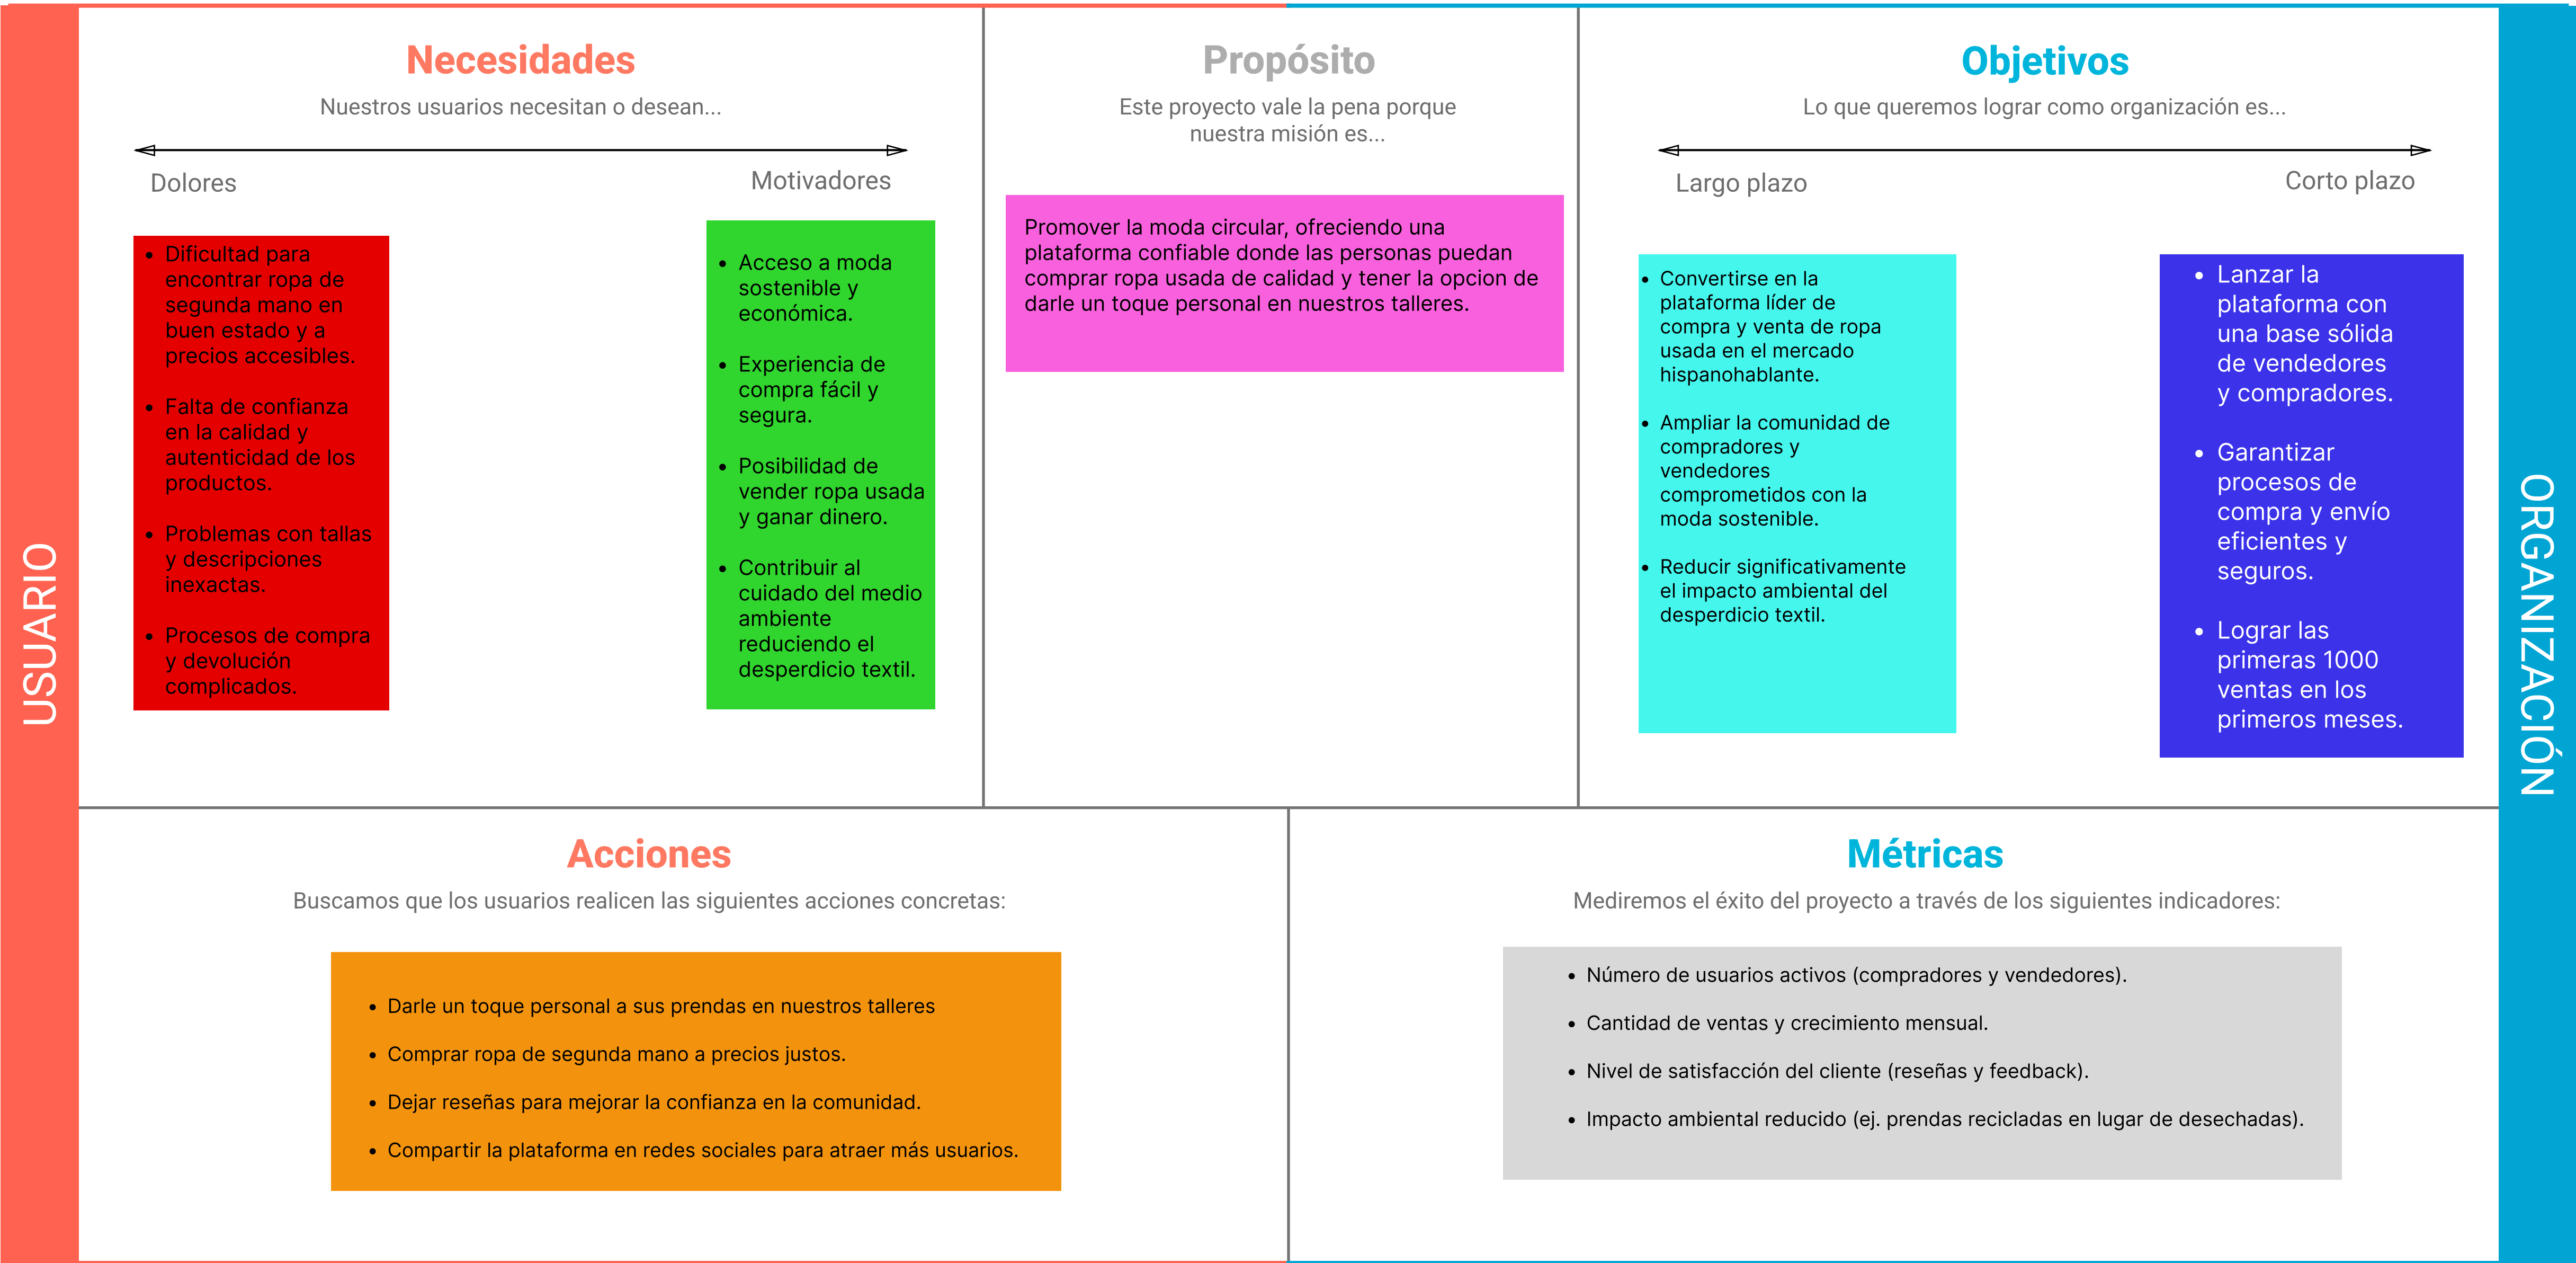 USUARIO
Necesidades
Nuestros usuarios necesitan o desean...
Dolores
Motivadores
• Dificultad para
encontrar ropa de
segunda mano en
buen estado y a
precios accesibles.
• Falta de confianza
en la calidad y
autenticidad de los
productos.
• Problemas con tallas
y descripciones
inexactas.
• Procesos de compra
y devolución
complicados.
• Acceso a moda
sostenible y
económica.
• Experiencia de
compra fácil y
segura.
• Posibilidad de
vender ropa usada
y ganar dinero.
• Contribuir al
cuidado del medio
ambiente
reduciendo el
desperdicio textil.
Propósito
Este proyecto vale la pena porque
nuestra misión es...
Promover la moda circular, ofreciendo una
plataforma confiable donde las personas puedan
comprar ropa usada de calidad y tener la opcion de
darle un toque personal en nuestros talleres.
Objetivos
Lo que queremos lograr como organización es...
Largo plazo
Corto plazo
• Convertirse en la
plataforma líder de
compra y venta de ropa
usada en el mercado
hispanohablante.
• Ampliar la comunidad de
compradores y
vendedores
comprometidos con la
moda sostenible.
• Reducir significativamente
el impacto ambiental del
desperdicio textil.
• Lanzar la
plataforma con
una base sólida
de vendedores
y compradores.
• Garantizar
procesos de
compra y envío
eficientes y
seguros.
• Lograr las
primeras 1000
ventas en los
primeros meses.
ORGANIZACIÓN
Acciones
Buscamos que los usuarios realicen las siguientes acciones concretas:
• Darle un toque personal a sus prendas en nuestros talleres
• Comprar ropa de segunda mano a precios justos.
• Dejar reseñas para mejorar la confianza en la comunidad.
• Compartir la plataforma en redes sociales para atraer más usuarios.
Métricas
Mediremos el éxito del proyecto a través de los siguientes indicadores:
• Número de usuarios activos (compradores y vendedores).
• Cantidad de ventas y crecimiento mensual.
• Nivel de satisfacción del cliente (reseñas y feedback).
• Impacto ambiental reducido (ej. prendas recicladas en lugar de desechadas).